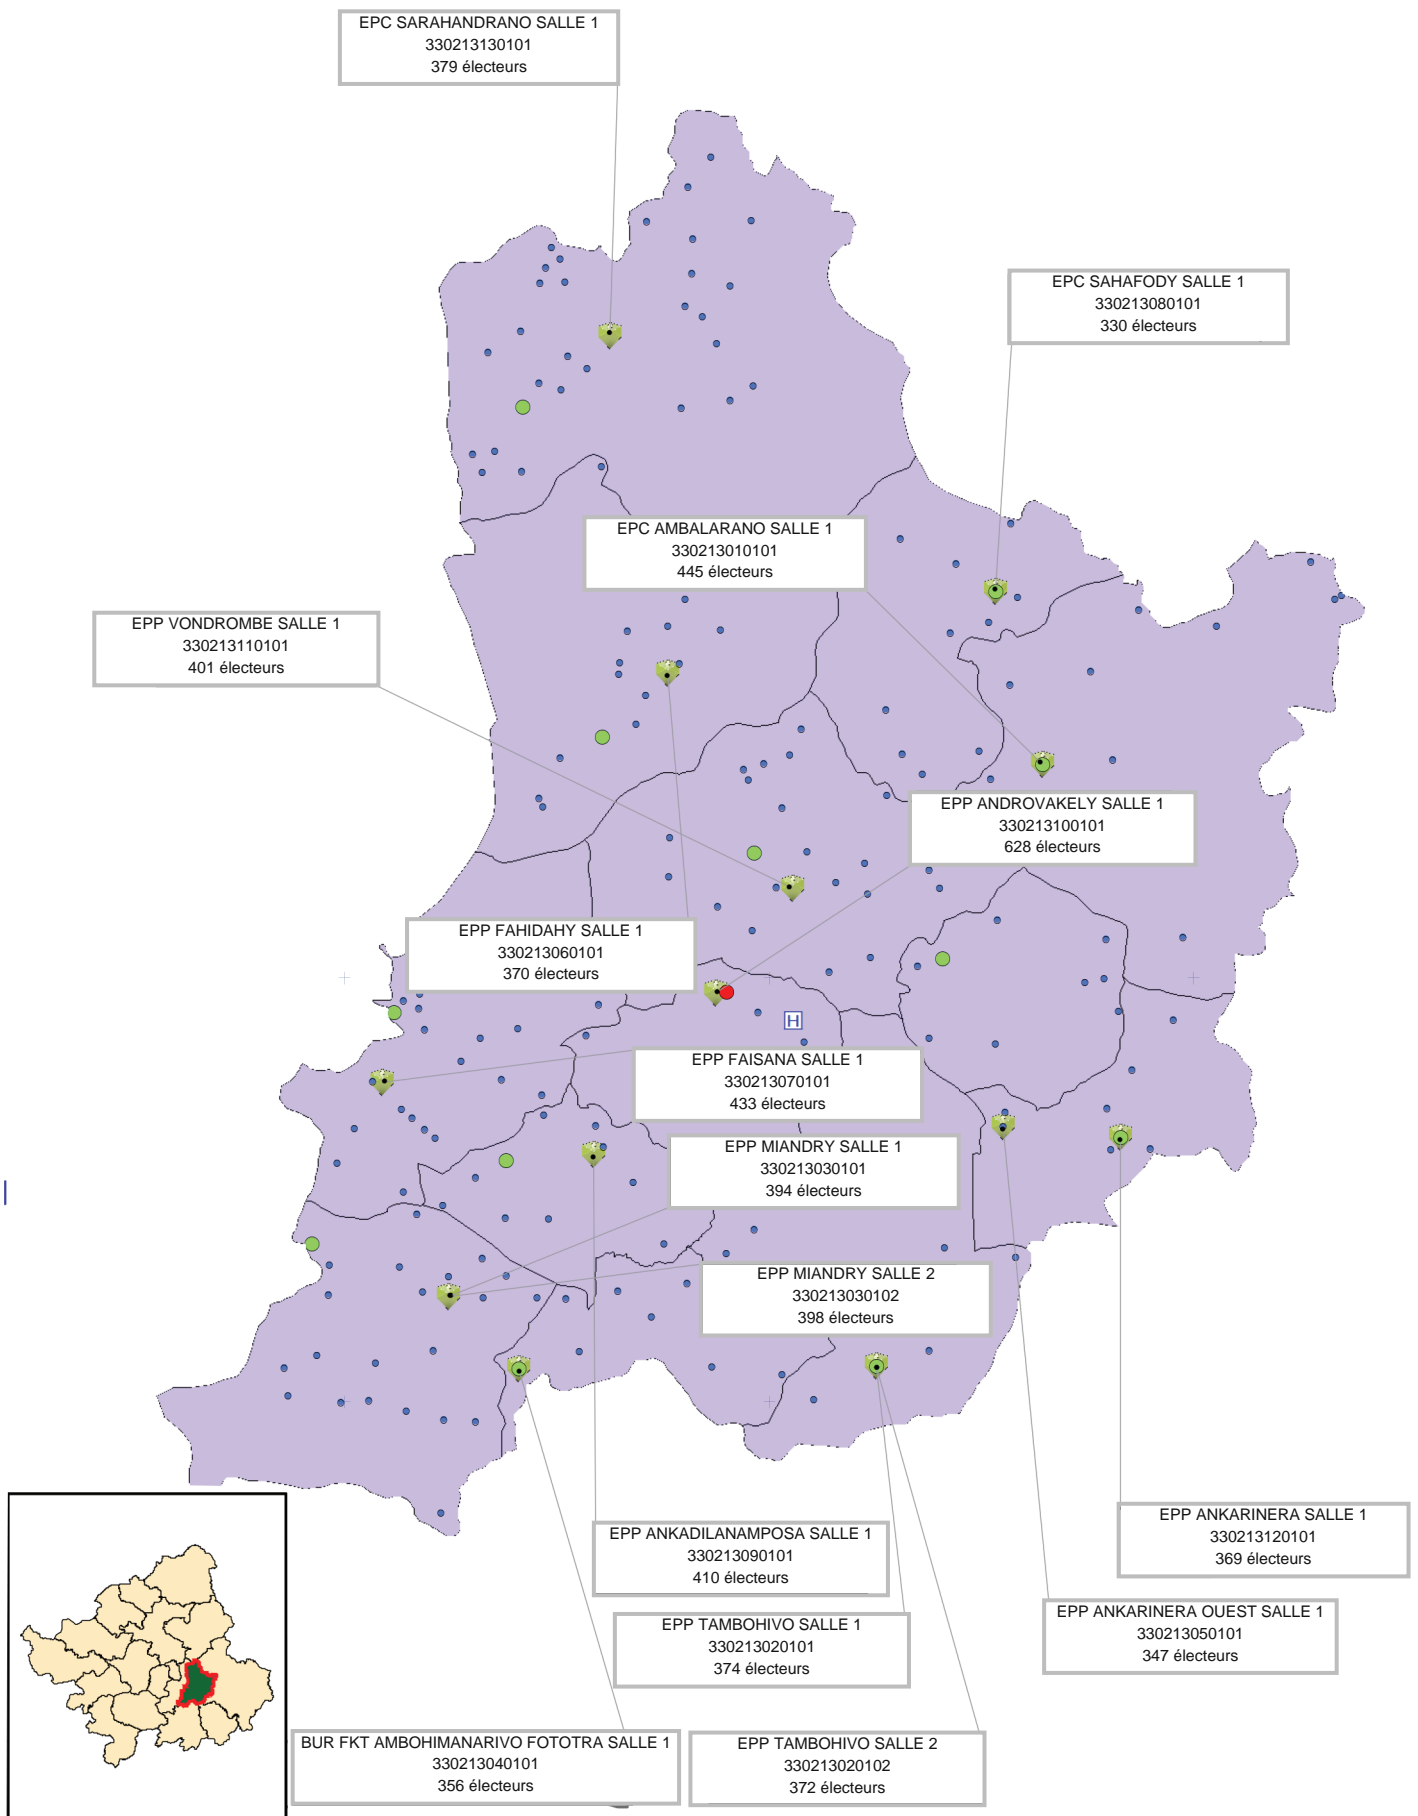 EPC SARAHANDRANO SALLE 1
330213130101
379 électeurs
EPC SAHAFODY SALLE 1
330213080101
330 électeurs
EPC AMBALARANO SALLE 1
330213010101
445 électeurs
EPP VONDROMBE SALLE 1
330213110101
401 électeurs
EPP ANDROVAKELY SALLE 1
330213100101
628 électeurs
EPP FAHIDAHY SALLE 1
330213060101
370 électeurs
H
EPP FAISANA SALLE 1
330213070101
433 électeurs
EPP MIANDRY SALLE 1
330213030101
394 électeurs
EPP MIANDRY SALLE 2
330213030102
398 électeurs
EPP ANKARINERA SALLE 1
330213120101
369 électeurs
EPP ANKADILANAMPOSA SALLE 1
330213090101
410 électeurs
EPP ANKARINERA OUEST SALLE 1
330213050101
347 électeurs
EPP TAMBOHIVO SALLE 1
330213020101
374 électeurs
BUR FKT AMBOHIMANARIVO FOTOTRA SALLE 1
330213040101
356 électeurs
EPP TAMBOHIVO SALLE 2
330213020102
372 électeurs